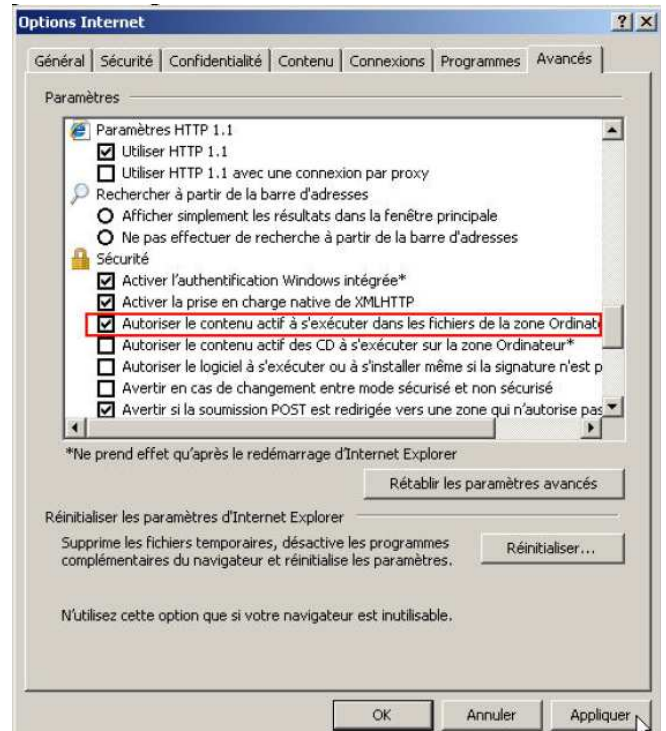 Options Internet
Général Sécurité Confidentialité Contenu Connexions Programmes Avancés
Paramètres
Paramètres HTTP 1.1
Utiliser HTTP 1.1
Utiliser HTTP 1.1 avec une connexion par proxy
Rechercher à partir de la barre d'adresses
Afficher simplement les résultats dans la fenêtre principale
Ne pas effectuer de recherche à partir de la barre d'adresses
Sécurité
Activer l'authentification Windows intégrée*
Activer la prise en charge native de XMLHTTP
Autoriser le contenu actif à s'exécuter dans les fichiers de la zone Ordinat
Autoriser le contenu actif des CD à s'exécuter sur la zone Ordinateur*
Autoriser le logiciel à s'exécuter ou à s'installer même si la signature n'est p
Avertir en cas de changement entre mode sécurisé et non sécurisé
Avertir si la soumission POST est redirigée vers une zone qui n'autorise pas
*Ne prend effet qu'après le redémarrage d'Internet Explorer
Rétablir les paramètres avancés
Réinitialiser les paramètres d'Internet Explorer
Supprime les fichiers temporaires, désactive les programmes
complémentaires du navigateur et réinitialise les paramètres.
Réinitialiser...
N'utilisez cette option que si votre navigateur est inutilisable.
OK Annuler Appliquer